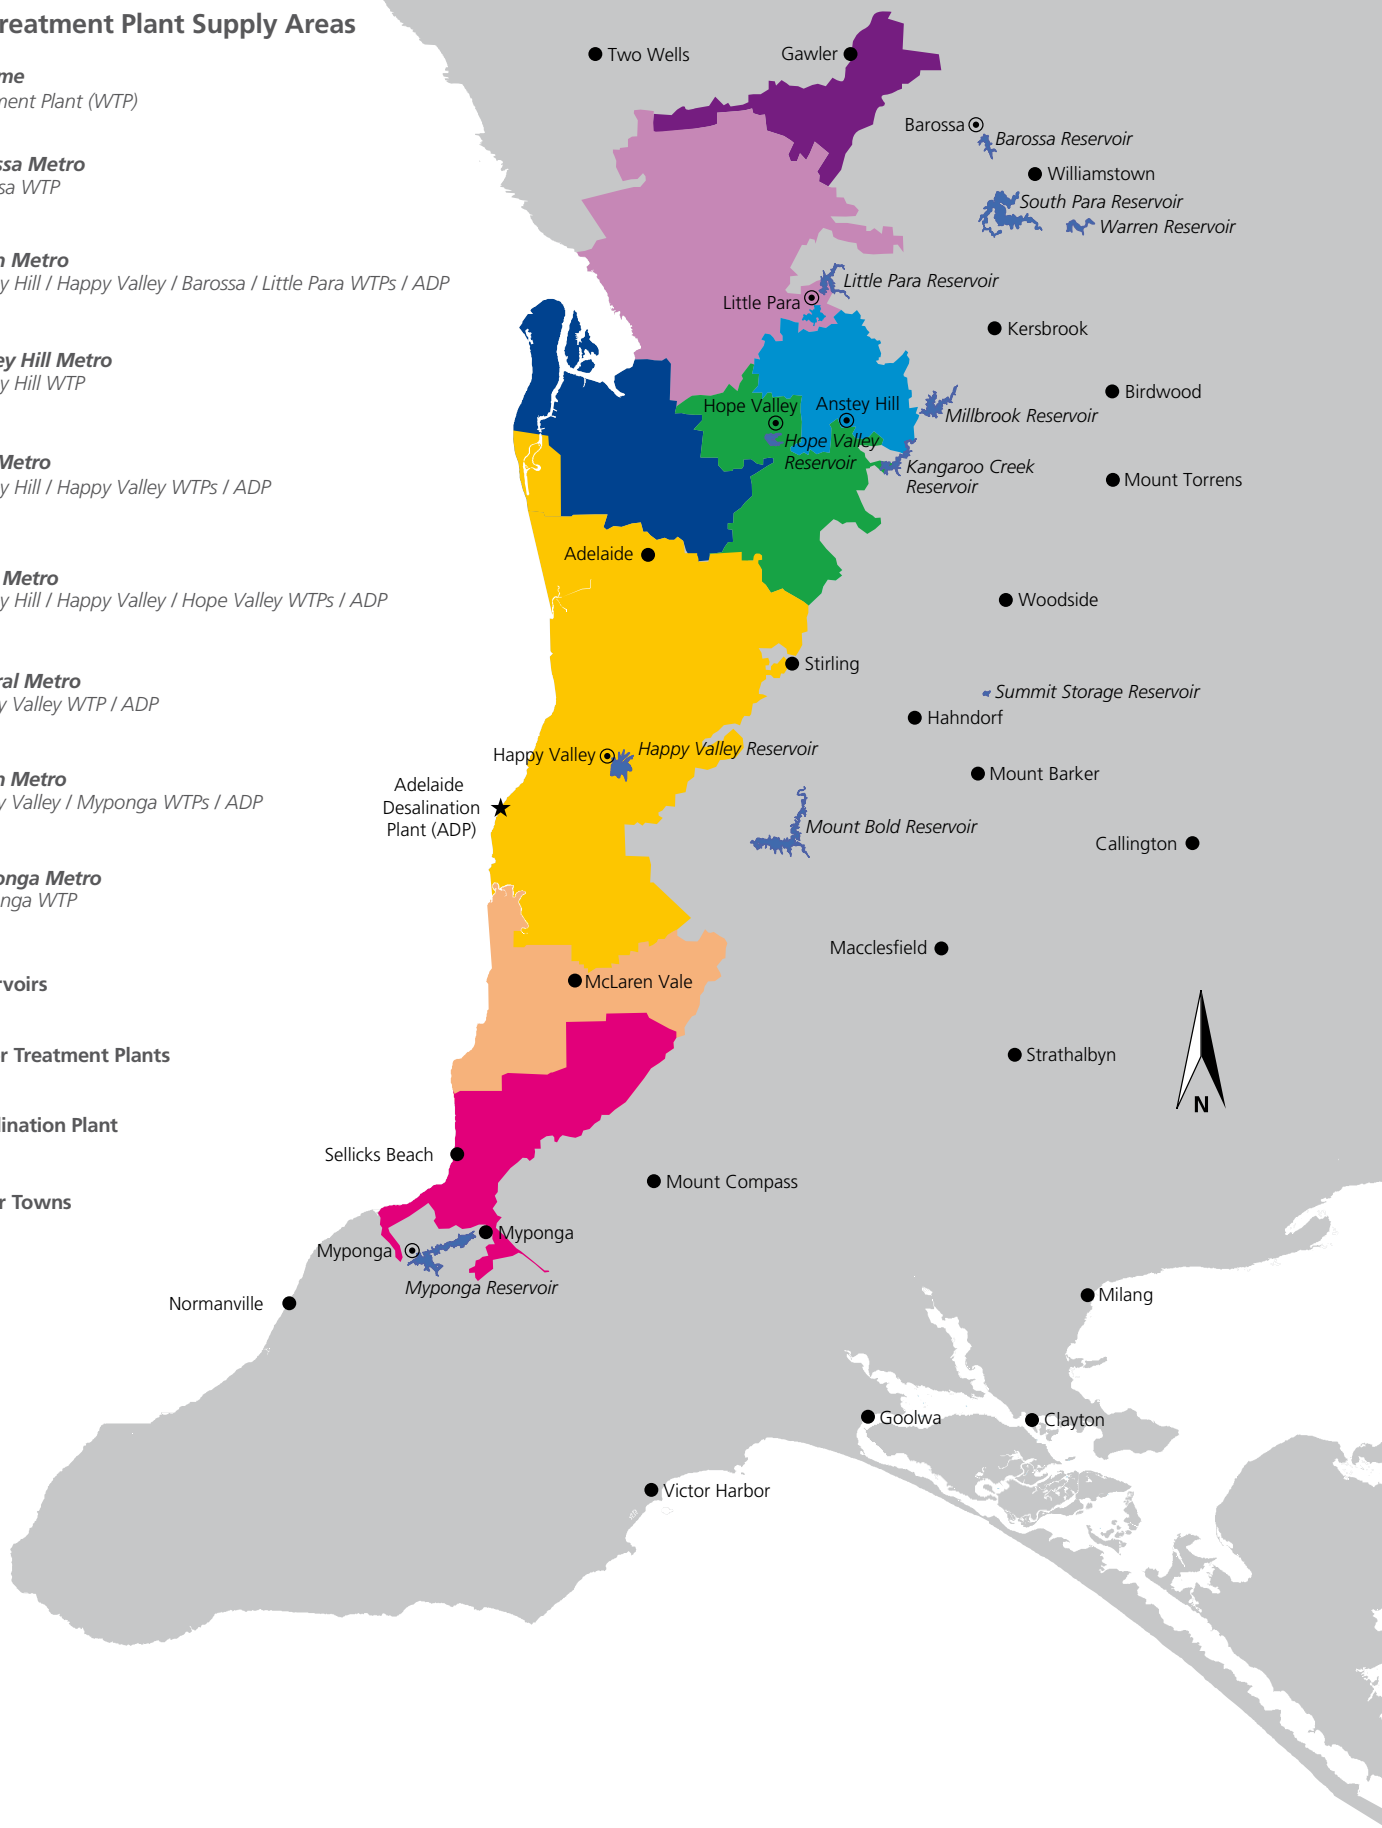 reatment Plant Supply Areas
me
ment Plant (WTP)
ssa Metro
sa WTP
n Metro
y Hill / Happy Valley / Barossa / Little Para WTPs / ADP
ey Hill Metro
y Hill WTP
Metro
y Hill / Happy Valley WTPs / ADP
Metro
y Hill / Happy Valley / Hope Valley WTPs / ADP
ral Metro
y Valley WTP / ADP
n Metro
y Valley / Myponga WTPs / ADP
onga Metro
nga WTP
rvoirs
r Treatment Plants
lination Plant
r Towns
Two Wells
Gawler
Barossa
Barossa Reservoir
Williamstown
South Para Reservoir
Warren Reservoir
Little Para Reservoir
Little Para
Kersbrook
Birdwood
Hope Valley
Anstey Hill
Millbrook Reservoir
Hope Valley
Reservoir
Kangaroo Creek
Reservoir
Mount Torrens
Adelaide
Woodside
Stirling
Summit Storage Reservoir
Hahndorf
Happy Valley
Happy Valley Reservoir
Mount Barker
Adelaide
Desalination
Plant (ADP)
Mount Bold Reservoir
Callington
Macclesfield
McLaren Vale
Strathalbyn
N
Sellicks Beach
Mount Compass
Myponga
Myponga
Myponga Reservoir
Normanville
Milang
Goolwa
Clayton
Victor Harbor